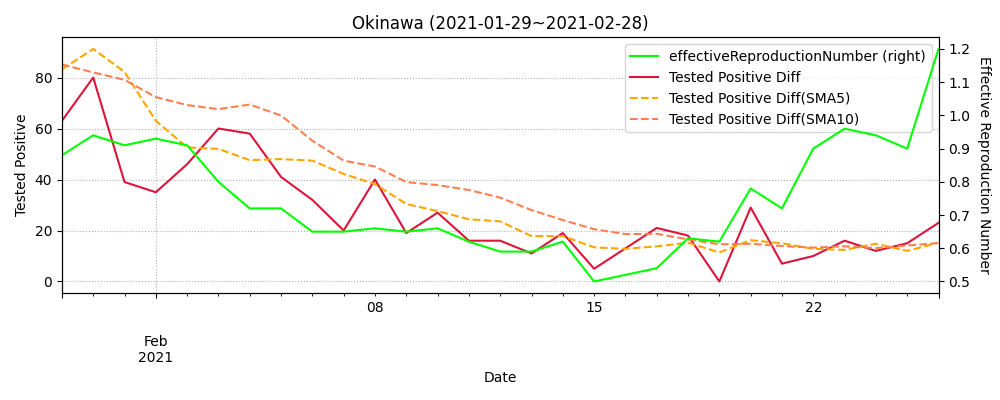 Okinawa (2021-01-29~2021-02-28)
effectiveReproductionNumber (right)
Tested Positive Diff
Tested Positive Diff(SMA5)
Tested Positive Diff(SMA10)
Tested Positive
80
60
40
20
0
Effective Reproduction Number
1.2
1.1
1.0
0.9
0.8
0.7
0.6
0.5
08
15
22
Feb
2021
Date